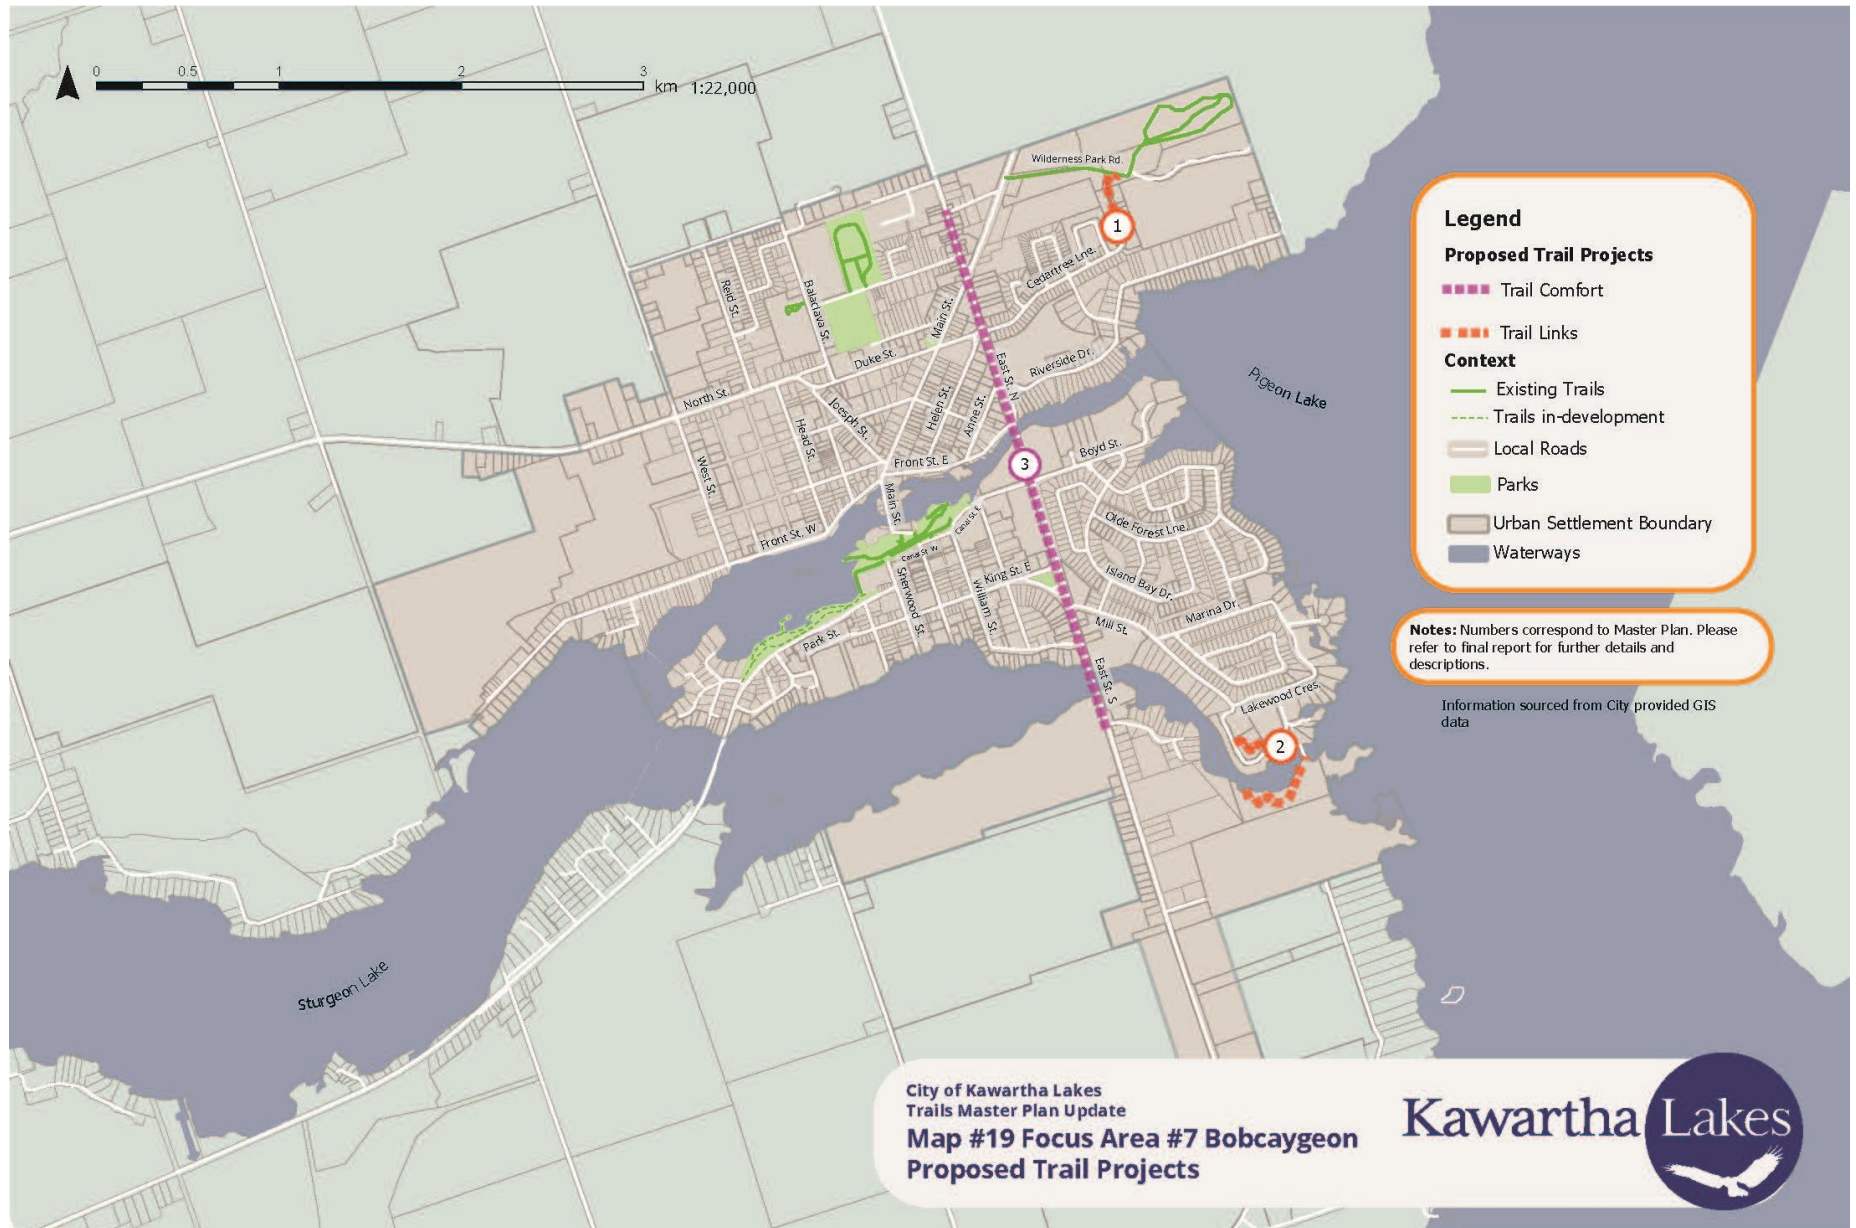 0 0.5 1 2 3
km 1:22,000
Wilderness Park Rd.
1
Cedartree Lne.
Reid St.
Balaclava St.
Main St.
Duke St.
East St. N
Riverside Dr.
Pigeon Lake
North St.
Joesph St.
Helen St.
Anne St.
Head St.
West St.
Front St. E
3
Boyd St.
Main St.
Canal St. E
Olde Forest Lne.
Front St. W
Canal St. W
Sherwood St.
King St. E
William St.
Island Bay Dr.
Marina Dr.
Mill St.
Park St.
East St. S
Lakewood Cres.
2
Sturgeon Lake
Legend
Proposed Trail Projects
Trail Comfort
Trail Links
Context
Existing Trails
Trails in-development
Local Roads
Parks
Urban Settlement Boundary
Waterways
Notes: Numbers correspond to Master Plan. Please
refer to final report for further details and
descriptions.
Information sourced from City provided GIS
data
City of Kawartha Lakes
Trails Master Plan Update
Map #19 Focus Area #7 Bobcaygeon
Proposed Trail Projects
Kawartha Lakes